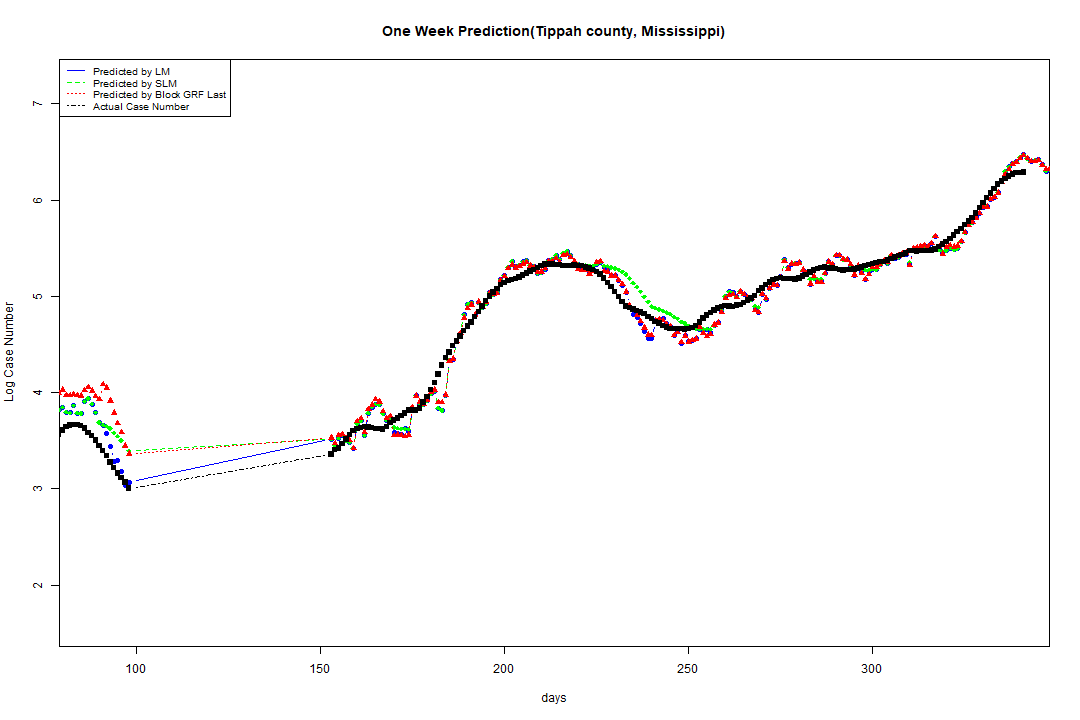 One Week Prediction(Tippah county, Mississippi)
Predicted by LM
Predicted by SLM
Predicted by Block GRF Last
Actual Case Number
Log Case Number
7
6
5
4
3
2
100 150 200 250 300
days